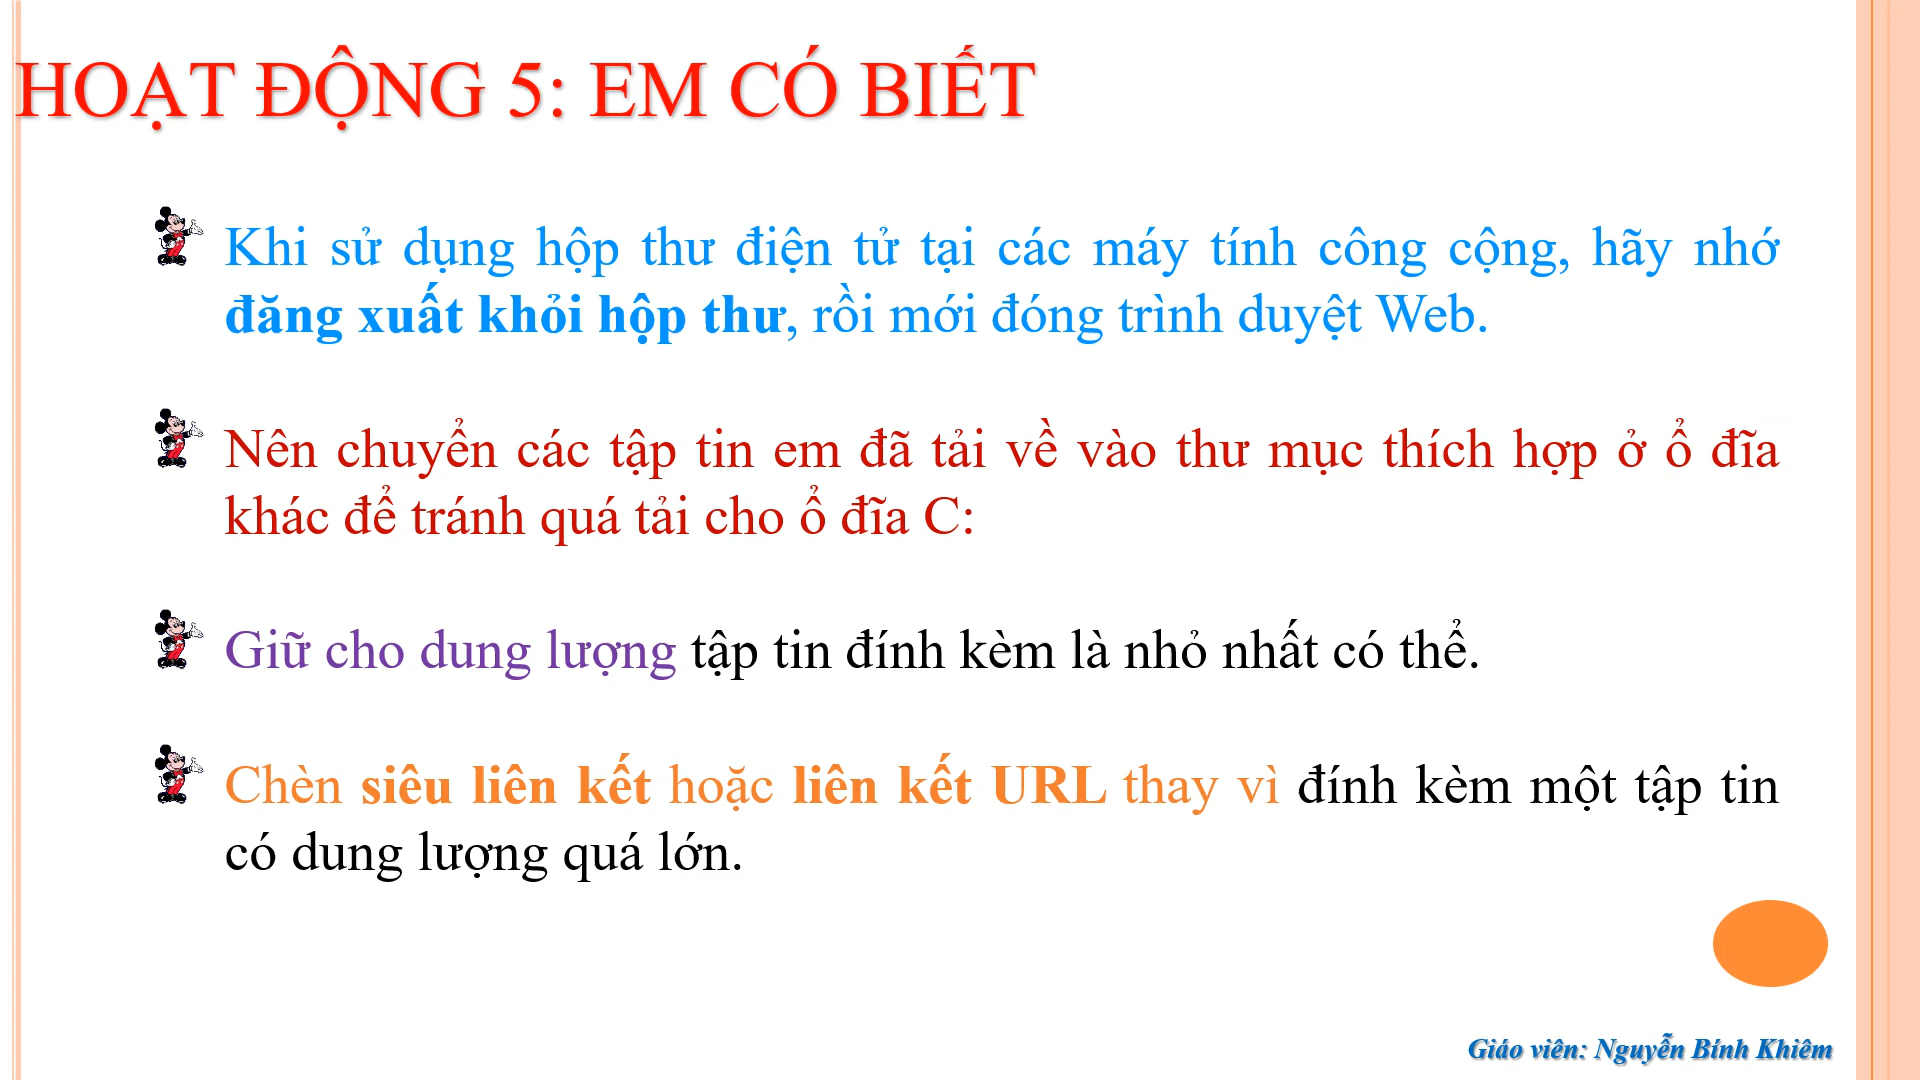 HOẠT ĐỘNG 5: EM CÓ BIẾT
Khi sử dụng hộp thư điện tử tại các máy tính công cộng, hãy nhớ
đăng xuất khỏi hộp thư, rồi mới đóng trình duyệt Web.
Nên chuyển các tập tin em đã tải về vào thư mục thích hợp ở ổ đĩa
khác để tránh quá tải cho ổ đĩa C:
Giữ cho dung lượng tập tin đính kèm là nhỏ nhất có thể.
Chèn siêu liên kết hoặc liên kết URL thay vì đính kèm một tập tin
có dung lượng quá lớn.
Giáo viên: Nguyễn Bính Khiêm